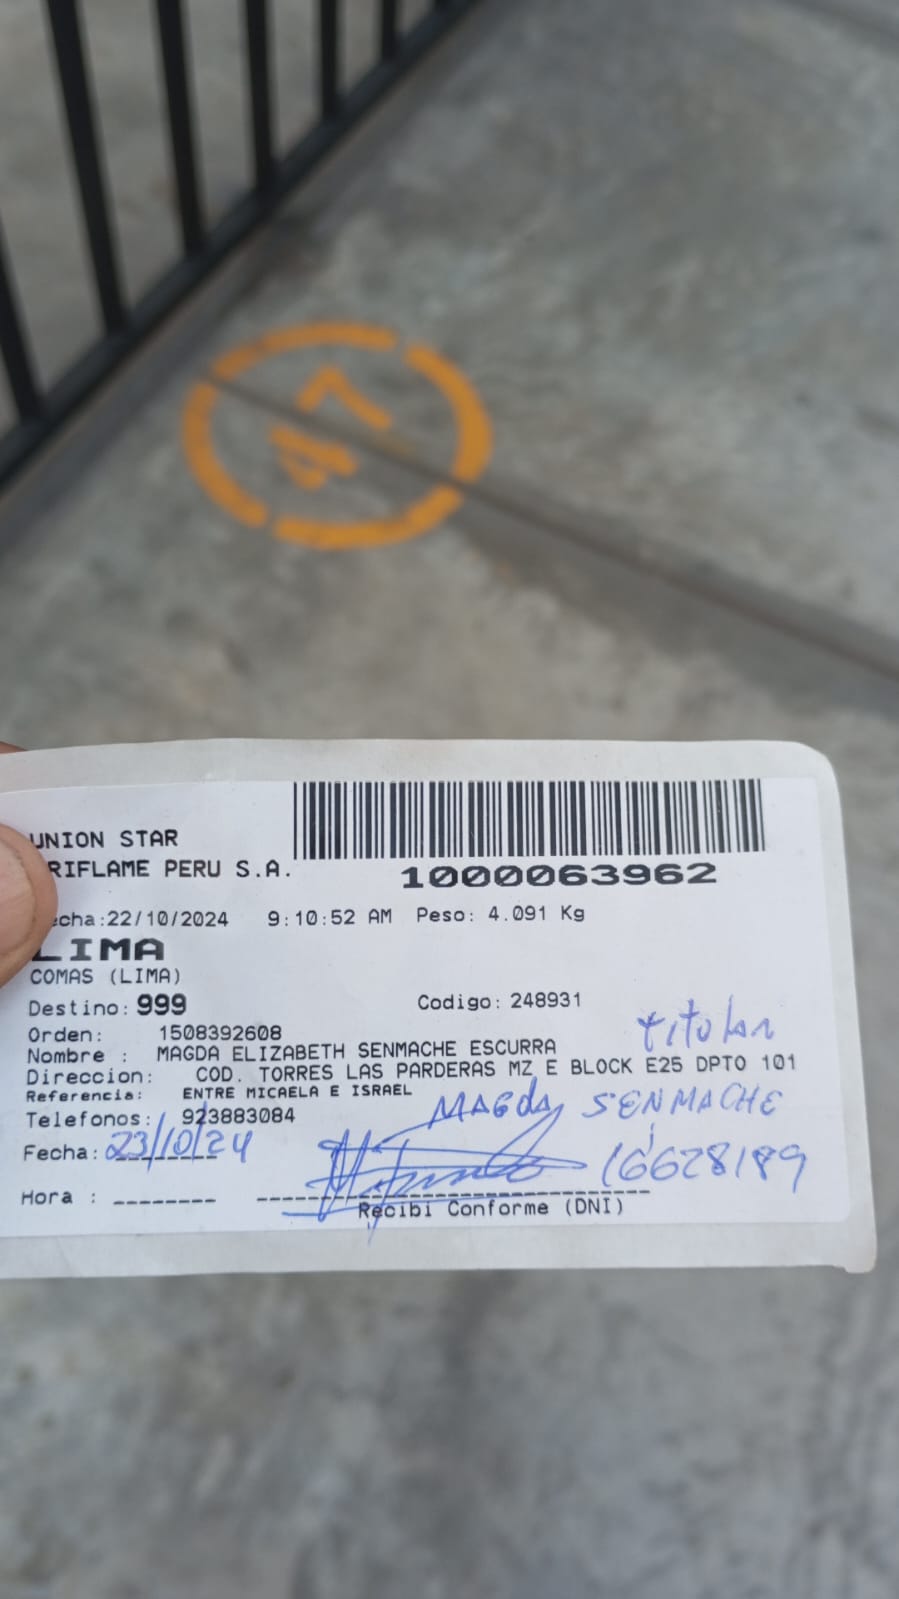 47
UNION STAR
RIFLAME PERU S.A.
1000063962
echa:22/10/2024 9:10:52 AM Peso: 4.091 Kg
LIMA
COMAS (LIMA)
Destino: 999 Codigo: 248931
Orden: 1508392608
titular
Nombre : MAGDA ELIZABETH SENMACHE ESCURRA
Direccion: COD. TORRES LAS PARDERAS MZ E BLOCK E25 DPTO 101
Referencia: ENTRE MICAELA E ISRAEL
Telefonos: 923883084
MAGDA SENMACHE
Fecha: 23/10/24
16628189
Hora :
Recibi Conforme (DNI)